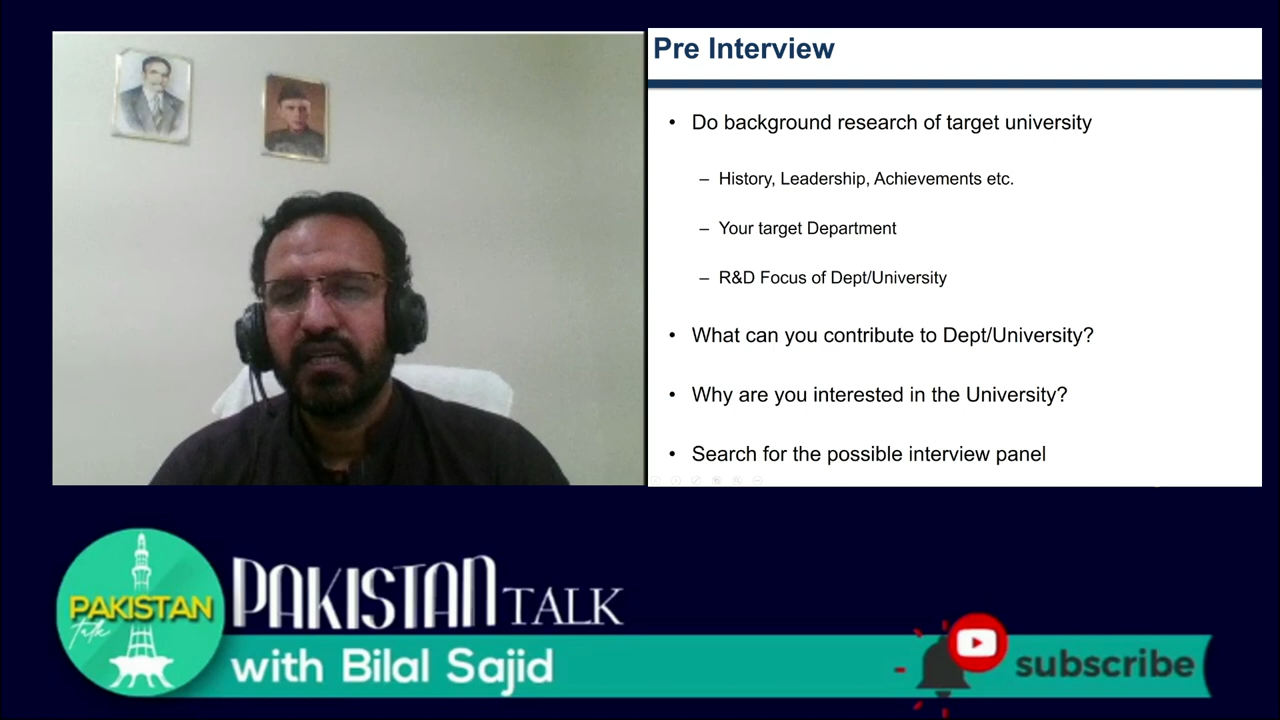 Pre Interview
• Do background research of target university
– History, Leadership, Achievements etc.
– Your target Department
– R&D Focus of Dept/University
• What can you contribute to Dept/University?
• Why are you interested in the University?
• Search for the possible interview panel
PAKISTAN
Talk
PAKISTAN TALK
with Bilal Sajid
subscribe